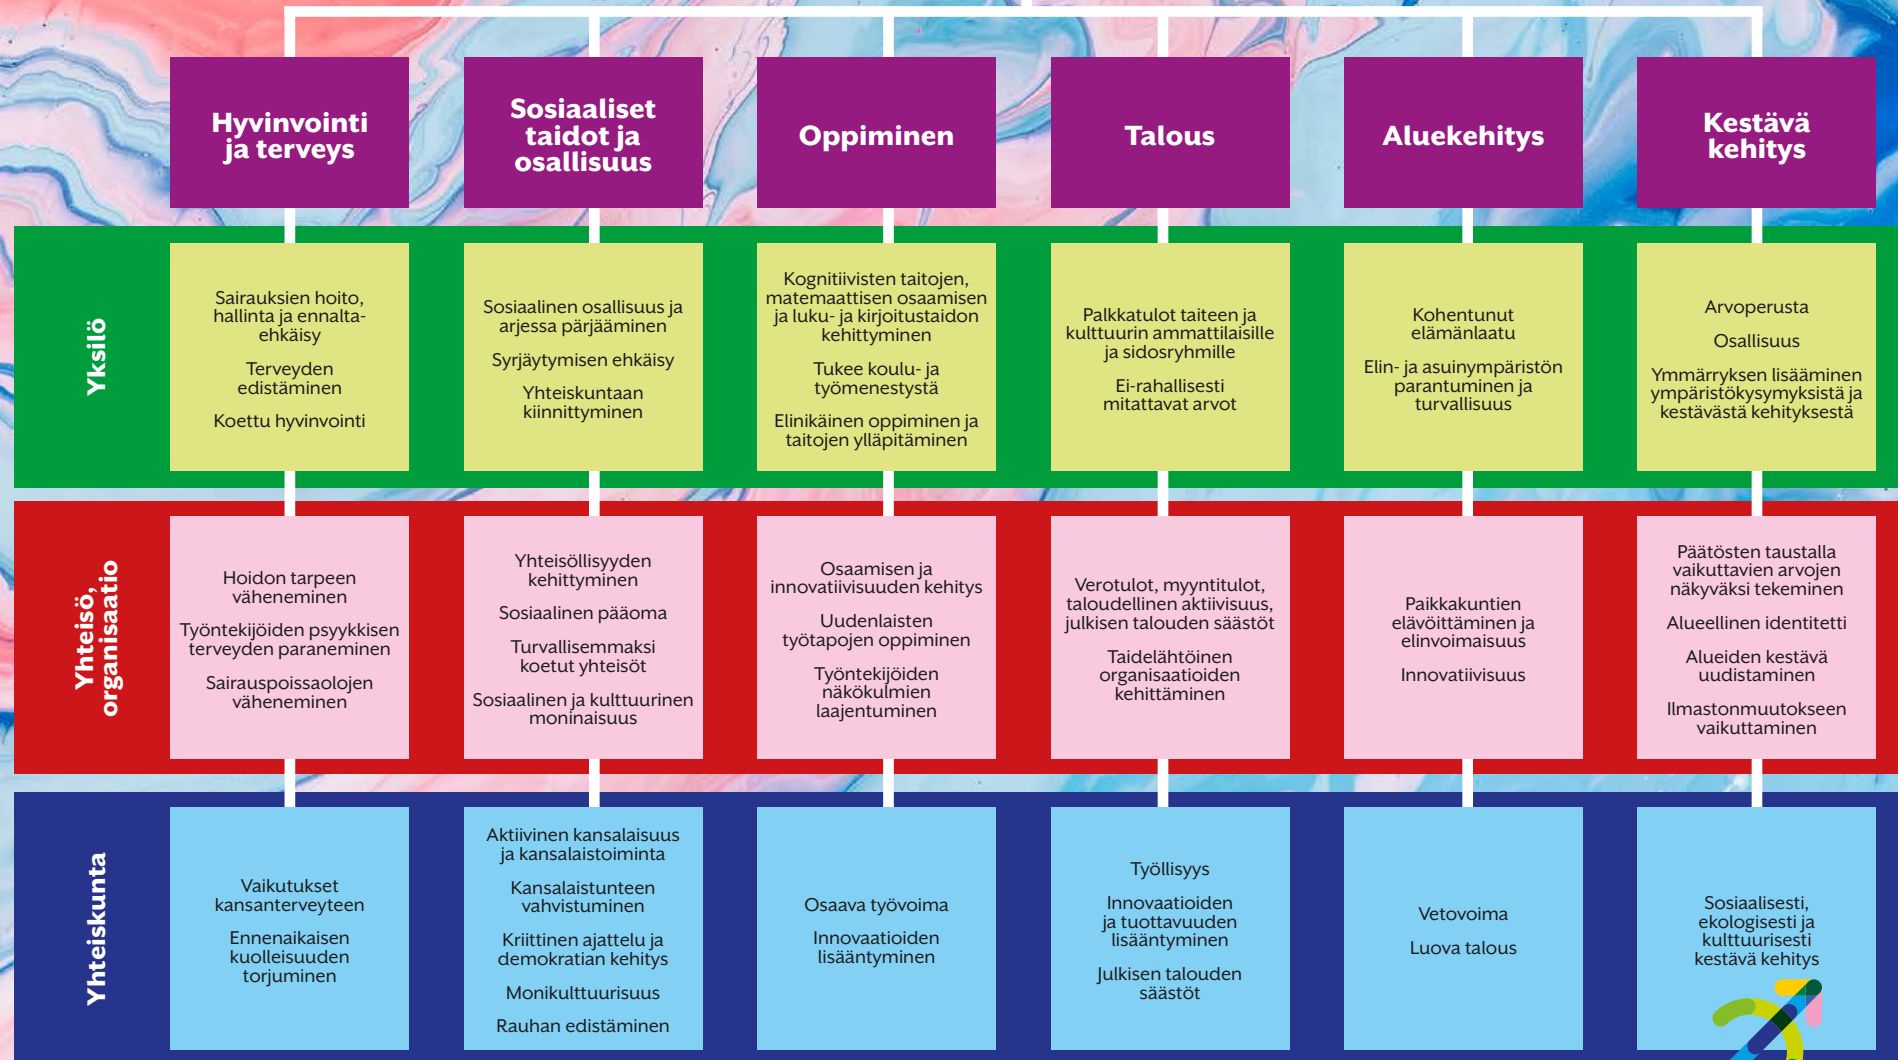 Hyvinvointi
ja terveys
Sosiaaliset
taidot ja
osallisuus
Oppiminen
Talous
Aluekehitys
Kestävä
kehitys
Yksilö
Sairauksien hoito,
hallinta ja ennalta-
ehkäisy
Terveyden
edistäminen
Koettu hyvinvointi
Sosiaalinen osallisuus ja
arjessa pärjääminen
Syrjäytymisen ehkäisy
Yhteiskuntaan
kiinnittyminen
Kognitiivisten taitojen,
matemaattisen osaamisen
ja luku- ja kirjoitustaidon
kehittyminen
Tukee koulu- ja
työmenestystä
Elinikäinen oppiminen ja
taitojen ylläpitäminen
Palkkatulot taiteen ja
kulttuurin ammattilaisille
ja sidosryhmille
Ei-rahallisesti
mitattavat arvot
Kohentunut
elämänlaatu
Elin- ja asuinympäristön
parantuminen ja
turvallisuus
Arvoperusta
Osallisuus
Ymmärryksen lisääminen
ympäristökysymyksistä ja
kestävästä kehityksestä
Yhteisö,
organisaatio
Hoidon tarpeen
väheneminen
Työntekijöiden psyykkisen
terveyden paraneminen
Sairauspoissaolojen
väheneminen
Yhteisöllisyyden
kehittyminen
Sosiaalinen pääoma
Turvallisemmaksi
koetut yhteisöt
Sosiaalinen ja kulttuurinen
moninaisuus
Osaamisen ja
innovatiivisuuden kehitys
Uudenlaisten
työtapojen oppiminen
Työntekijöiden
näkökulmien
laajentuminen
Verotulot, myyntitulot,
taloudellinen aktiivisuus,
julkisen talouden säästöt
Taidelähtöinen
organisaatioiden
kehittäminen
Paikkakuntien
elävöittäminen ja
elinvoimaisuus
Innovatiivisuus
Päätösten taustalla
vaikuttavien arvojen
näkyväksi tekeminen
Alueellinen identitetti
Alueiden kestävä
uudistaminen
Ilmastonmuutokseen
vaikuttaminen
Yhteiskunta
Vaikutukset
kansanterveyteen
Ennenaikaisen
kuolleisuuden
torjuminen
Aktiivinen kansalaisuus
ja kansalaistoiminta
Kansalaistunteen
vahvistuminen
Kriittinen ajattelu ja
demokratian kehitys
Monikulttuurisuus
Rauhan edistäminen
Osaava työvoima
Innovaatioiden
lisääntyminen
Työllisyys
Innovaatioiden
ja tuottavuuden
lisääntyminen
Julkisen talouden
säästöt
Vetovoima
Luova talous
Sosiaalisesti,
ekologisesti ja
kulttuurisesti
kestävä kehitys